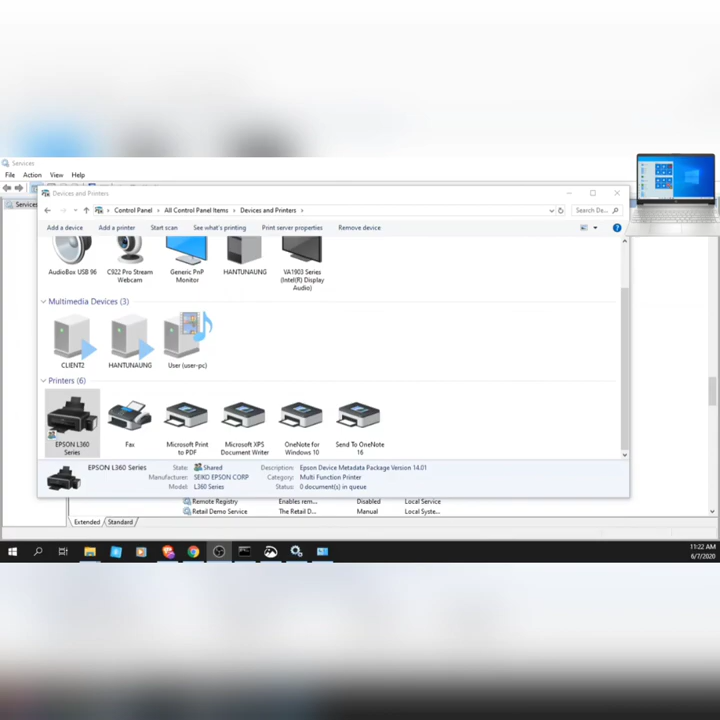 Services
File Action View Help
Devices and Printers
Control Panel All Control Panel Items Devices and Printers Search De...
Add a device Add a printer Start scan See what's printing Print server properties Remove device
Services
AudioBox USB 96 C922 Pro Stream Webcam Generic PnP Monitor HANTUNAUNG VA1903 Series (Intel(R) Display Audio)
Multimedia Devices (3)
CLIENT2 HANTUNAUNG User (user-pc)
Printers (6)
EPSON L360 Series Fax Microsoft Print to PDF Microsoft XPS Document Writer OneNote for Windows 10 Send To OneNote 16
EPSON L360 Series State: Shared Description: Epson Device Metadata Package Version 14.01
Manufacturer: SEIKO EPSON CORP Category: Multi Function Printer
Model: L360 Series Status: 0 document(s) in queue
Remote Registry Enables rem... Disabled Local Service
Retail Demo Service The Retail D... Manual Local Syste...
Extended Standard
11:22 AM
6/7/2020